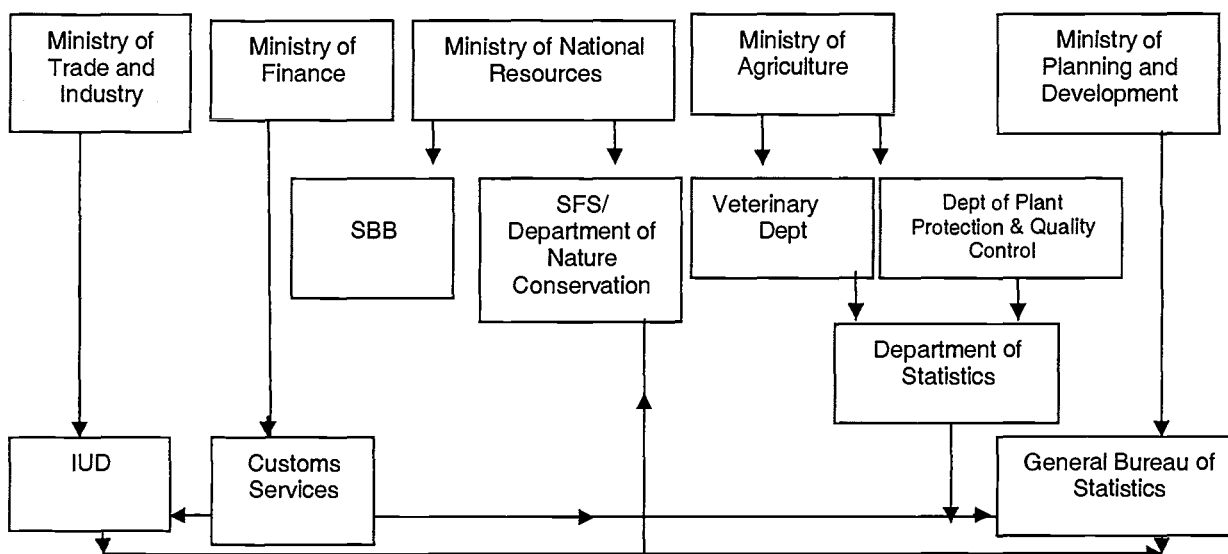 Ministry of
Trade and
Industry
Ministry of
Finance
Ministry of National
Resources
Ministry of
Agriculture
Ministry of
Planning and
Development
SBB
SFS/
Department of
Nature
Conservation
Veterinary
Dept
Dept of Plant
Protection & Quality
Control
Department of
Statistics
IUD
Customs
Services
General Bureau of
Statistics